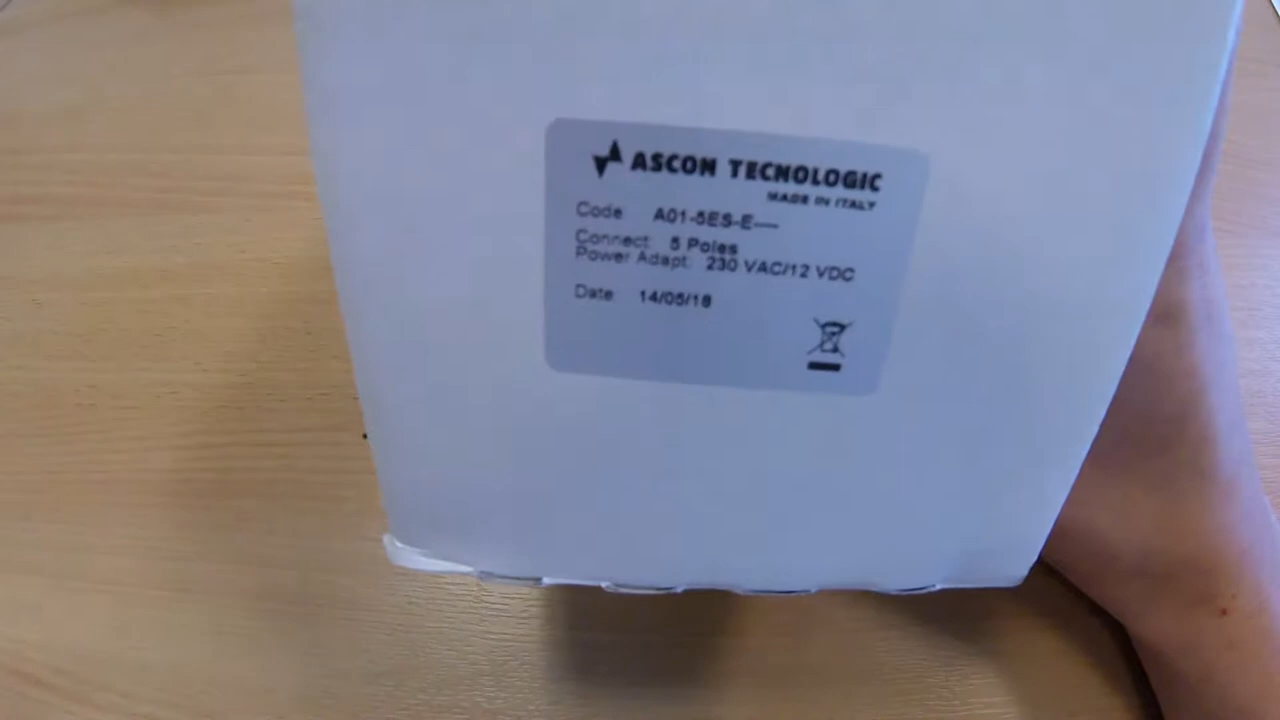 ASCON TECNOLOGIC
MADE IN ITALY
Code: A01-5ES-E---
Connect: 5 Poles
Power Adapt: 230 VAC/12 VDC
Date: 14/05/18